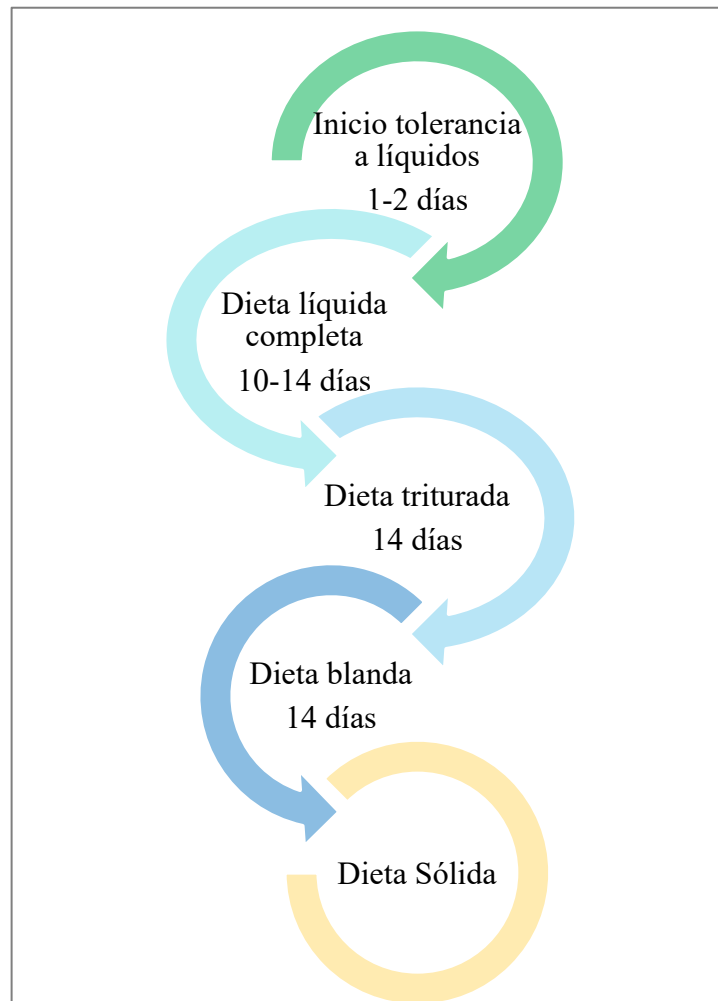 Inicio tolerancia
a líquidos
1-2 días
Dieta líquida
completa
10-14 días
Dieta triturada
14 días
Dieta blanda
14 días
Dieta Sólida